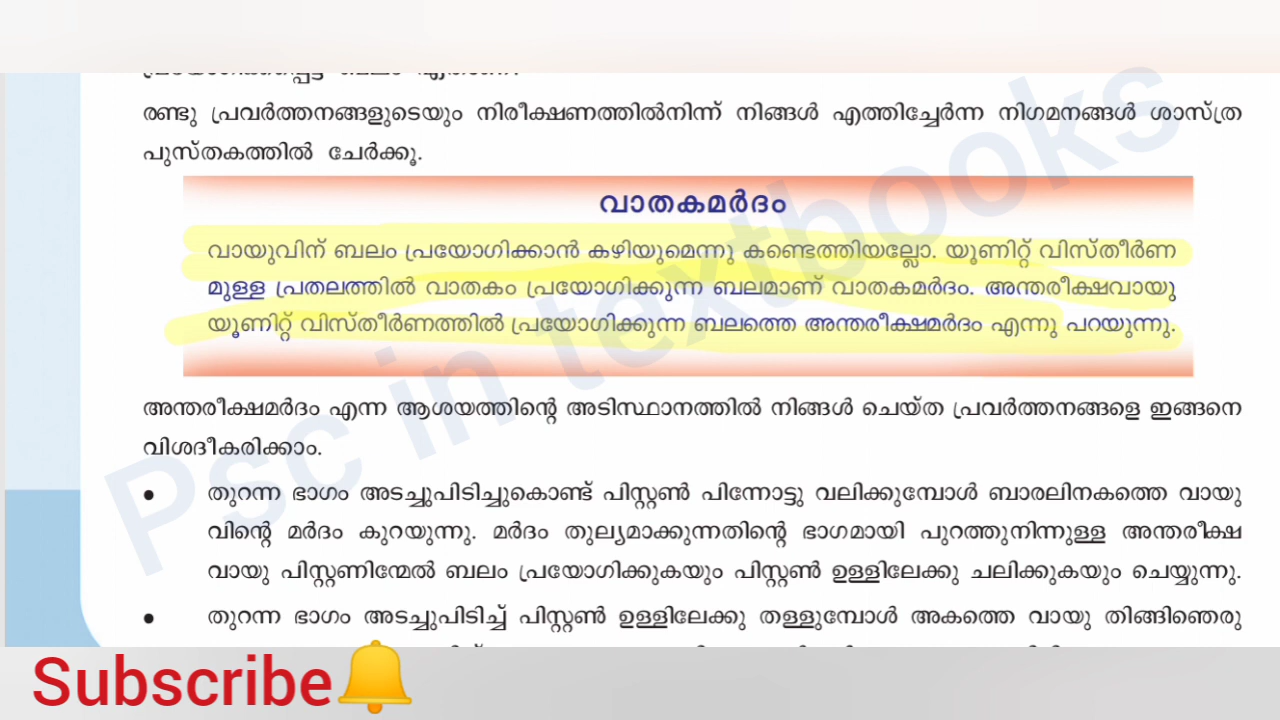 രണ്ടു പ്രവർത്തനങ്ങളുടെയും നിരീക്ഷണത്തിൽനിന്ന് നിങ്ങൾ എത്തിച്ചേർന്ന നിഗമനങ്ങൾ ശാസ്ത്ര
പുസ്തകത്തിൽ ചേർക്കൂ.
വാതകമർദം
വായുവിന് ബലം പ്രയോഗിക്കാൻ കഴിയുമെന്നു കണ്ടെത്തിയല്ലോ. യൂണിറ്റ് വിസ്തീർണ
മുള്ള പ്രതലത്തിൽ വാതകം പ്രയോഗിക്കുന്ന ബലമാണ് വാതകമർദം. അന്തരീക്ഷവായു
യൂണിറ്റ് വിസ്തീർണത്തിൽ പ്രയോഗിക്കുന്ന ബലത്തെ അന്തരീക്ഷമർദം എന്നു പറയുന്നു.
അന്തരീക്ഷമർദം എന്ന ആശയത്തിന്റെ അടിസ്ഥാനത്തിൽ നിങ്ങൾ ചെയ്ത പ്രവർത്തനങ്ങളെ ഇങ്ങനെ
വിശദീകരിക്കാം.
• തുറന്ന ഭാഗം അടച്ചുപിടിച്ചുകൊണ്ട് പിസ്റ്റൺ പിന്നോട്ടു വലിക്കുമ്പോൾ ബാരലിനകത്തെ വായു
വിന്റെ മർദം കുറയുന്നു. മർദം തുല്യമാക്കുന്നതിന്റെ ഭാഗമായി പുറത്തുനിന്നുള്ള അന്തരീക്ഷ
വായു പിസ്റ്റണിന്മേൽ ബലം പ്രയോഗിക്കുകയും പിസ്റ്റൺ ഉള്ളിലേക്കു ചലിക്കുകയും ചെയ്യുന്നു.
• തുറന്ന ഭാഗം അടച്ചുപിടിച്ച് പിസ്റ്റൺ ഉള്ളിലേക്കു തള്ളുമ്പോൾ അകത്തെ വായു തിങ്ങിഞെരു
Psc in textbooks
Subscribe